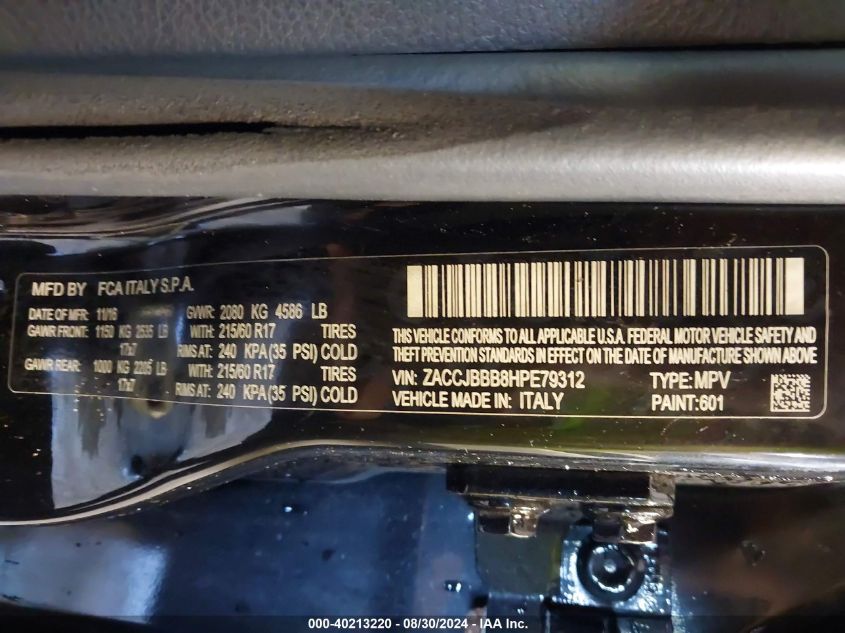 MFD BY FCA ITALY S.P.A.
DATE OF MFR: 11/16 GVWR: 2080 KG 4586 LB
GAWR FRONT: 1150 KG 2535 LB WITH: 215/60 R17 TIRES
17x7 RIMS AT: 240 KPA (35 PSI) COLD
GAWR REAR: 1000 KG 2205 LB WITH: 215/60 R17 TIRES
17x7 RIMS AT: 240 KPA (35 PSI) COLD
THIS VEHICLE CONFORMS TO ALL APPLICABLE U.S.A. FEDERAL MOTOR VEHICLE SAFETY AND
THEFT PREVENTION STANDARDS IN EFFECT ON THE DATE OF MANUFACTURE SHOWN ABOVE
VIN: ZACCJBBB8HPE79312 TYPE: MPV
VEHICLE MADE IN: ITALY PAINT: 601
000-40213220 - 08/30/2024 - IAA Inc.